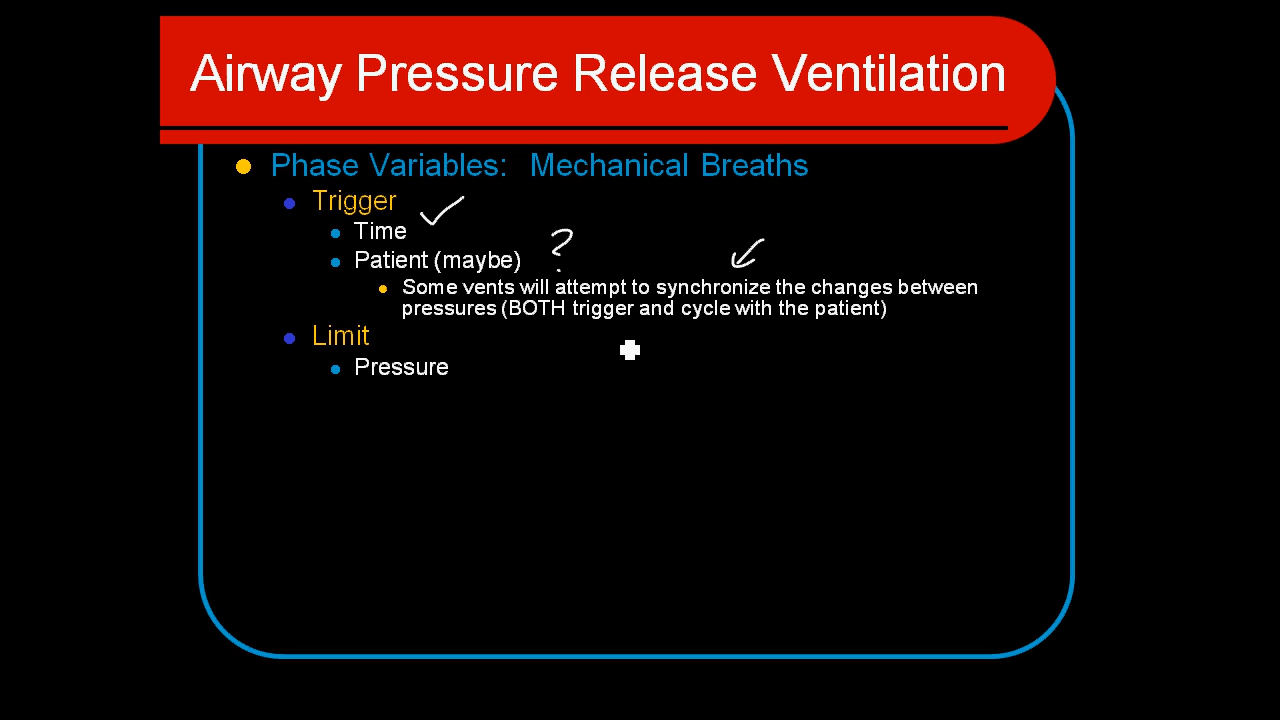 Airway Pressure Release Ventilation
Phase Variables: Mechanical Breaths
Trigger
Time
Patient (maybe)
?
Some vents will attempt to synchronize the changes between
pressures (BOTH trigger and cycle with the patient)
Limit
Pressure